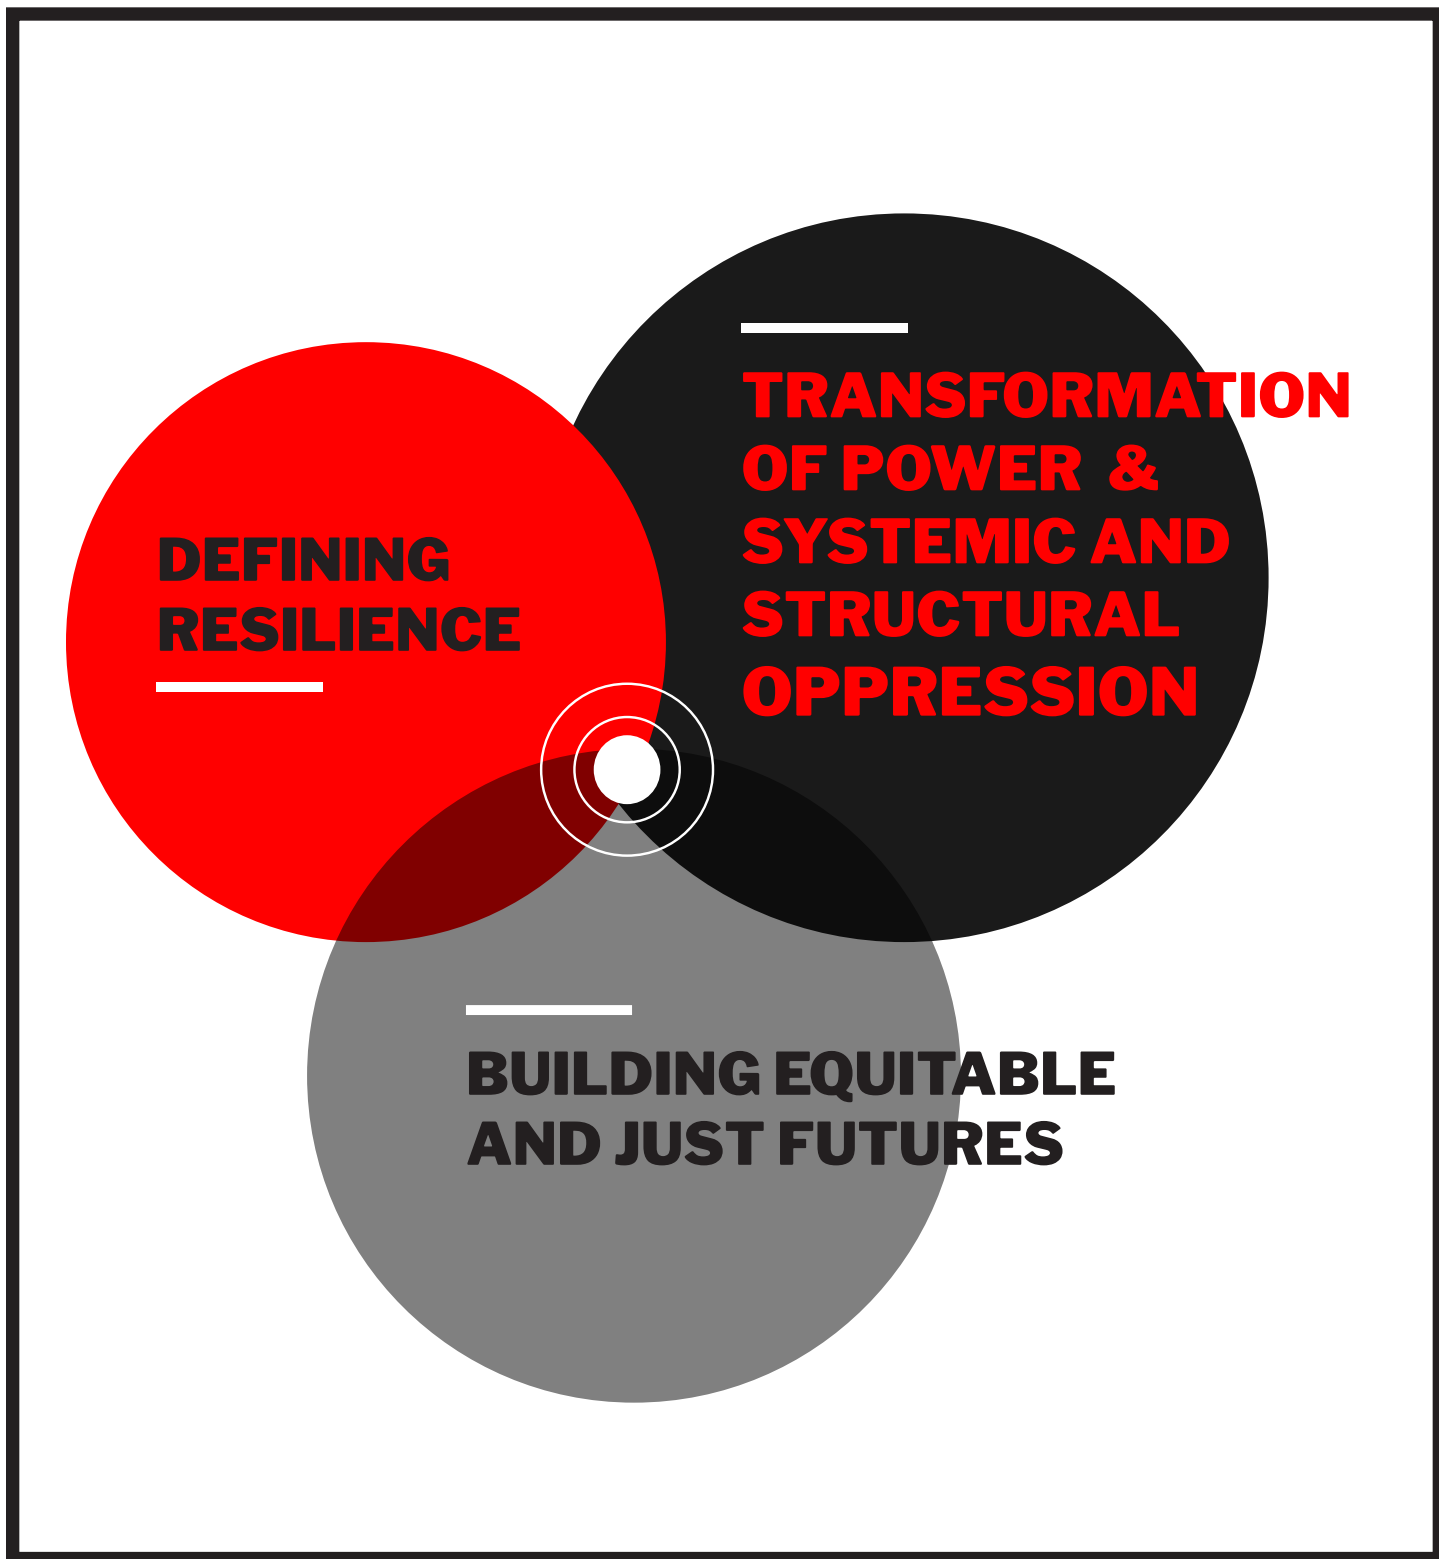 DEFINING
RESILIENCE
TRANSFORMATION
OF POWER &
SYSTEMIC AND
STRUCTURAL
OPPRESSION
BUILDING EQUITABLE
AND JUST FUTURES